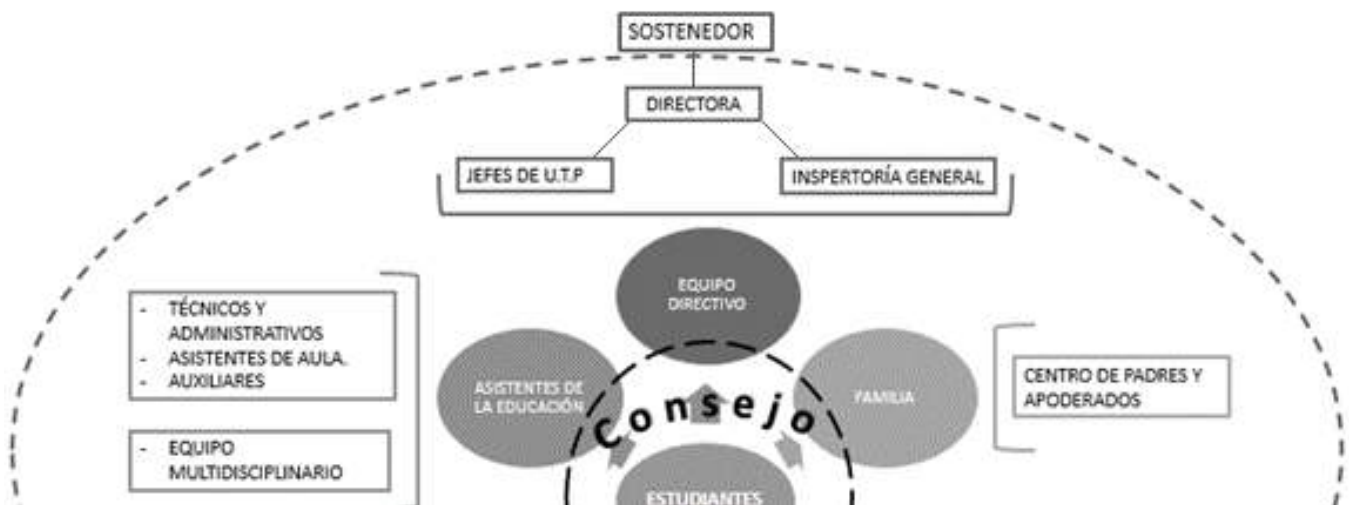 SOSTENEDOR
DIRECTORA
JEFES DE U.T.P
INSPERTORÍA GENERAL
EQUIPO
DIRECTIVO
- TÉCNICOS Y
ADMINISTRATIVOS
- ASISTENTES DE AULA.
- AUXILIARES
ASISTENTES DE
LA EDUCACIÓN
FAMILIA
CENTRO DE PADRES Y
APODERADOS
Consejo
- EQUIPO
MULTIDISCIPLINARIO
ESTUDIANTES